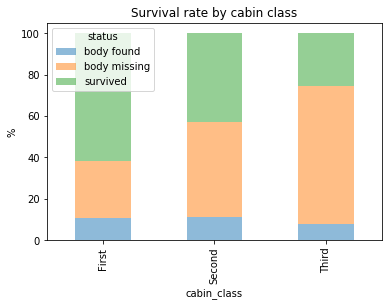 Survival rate by cabin class
status
body found
body missing
survived
100
80
60
40
20
0
%
First
Second
Third
cabin_class